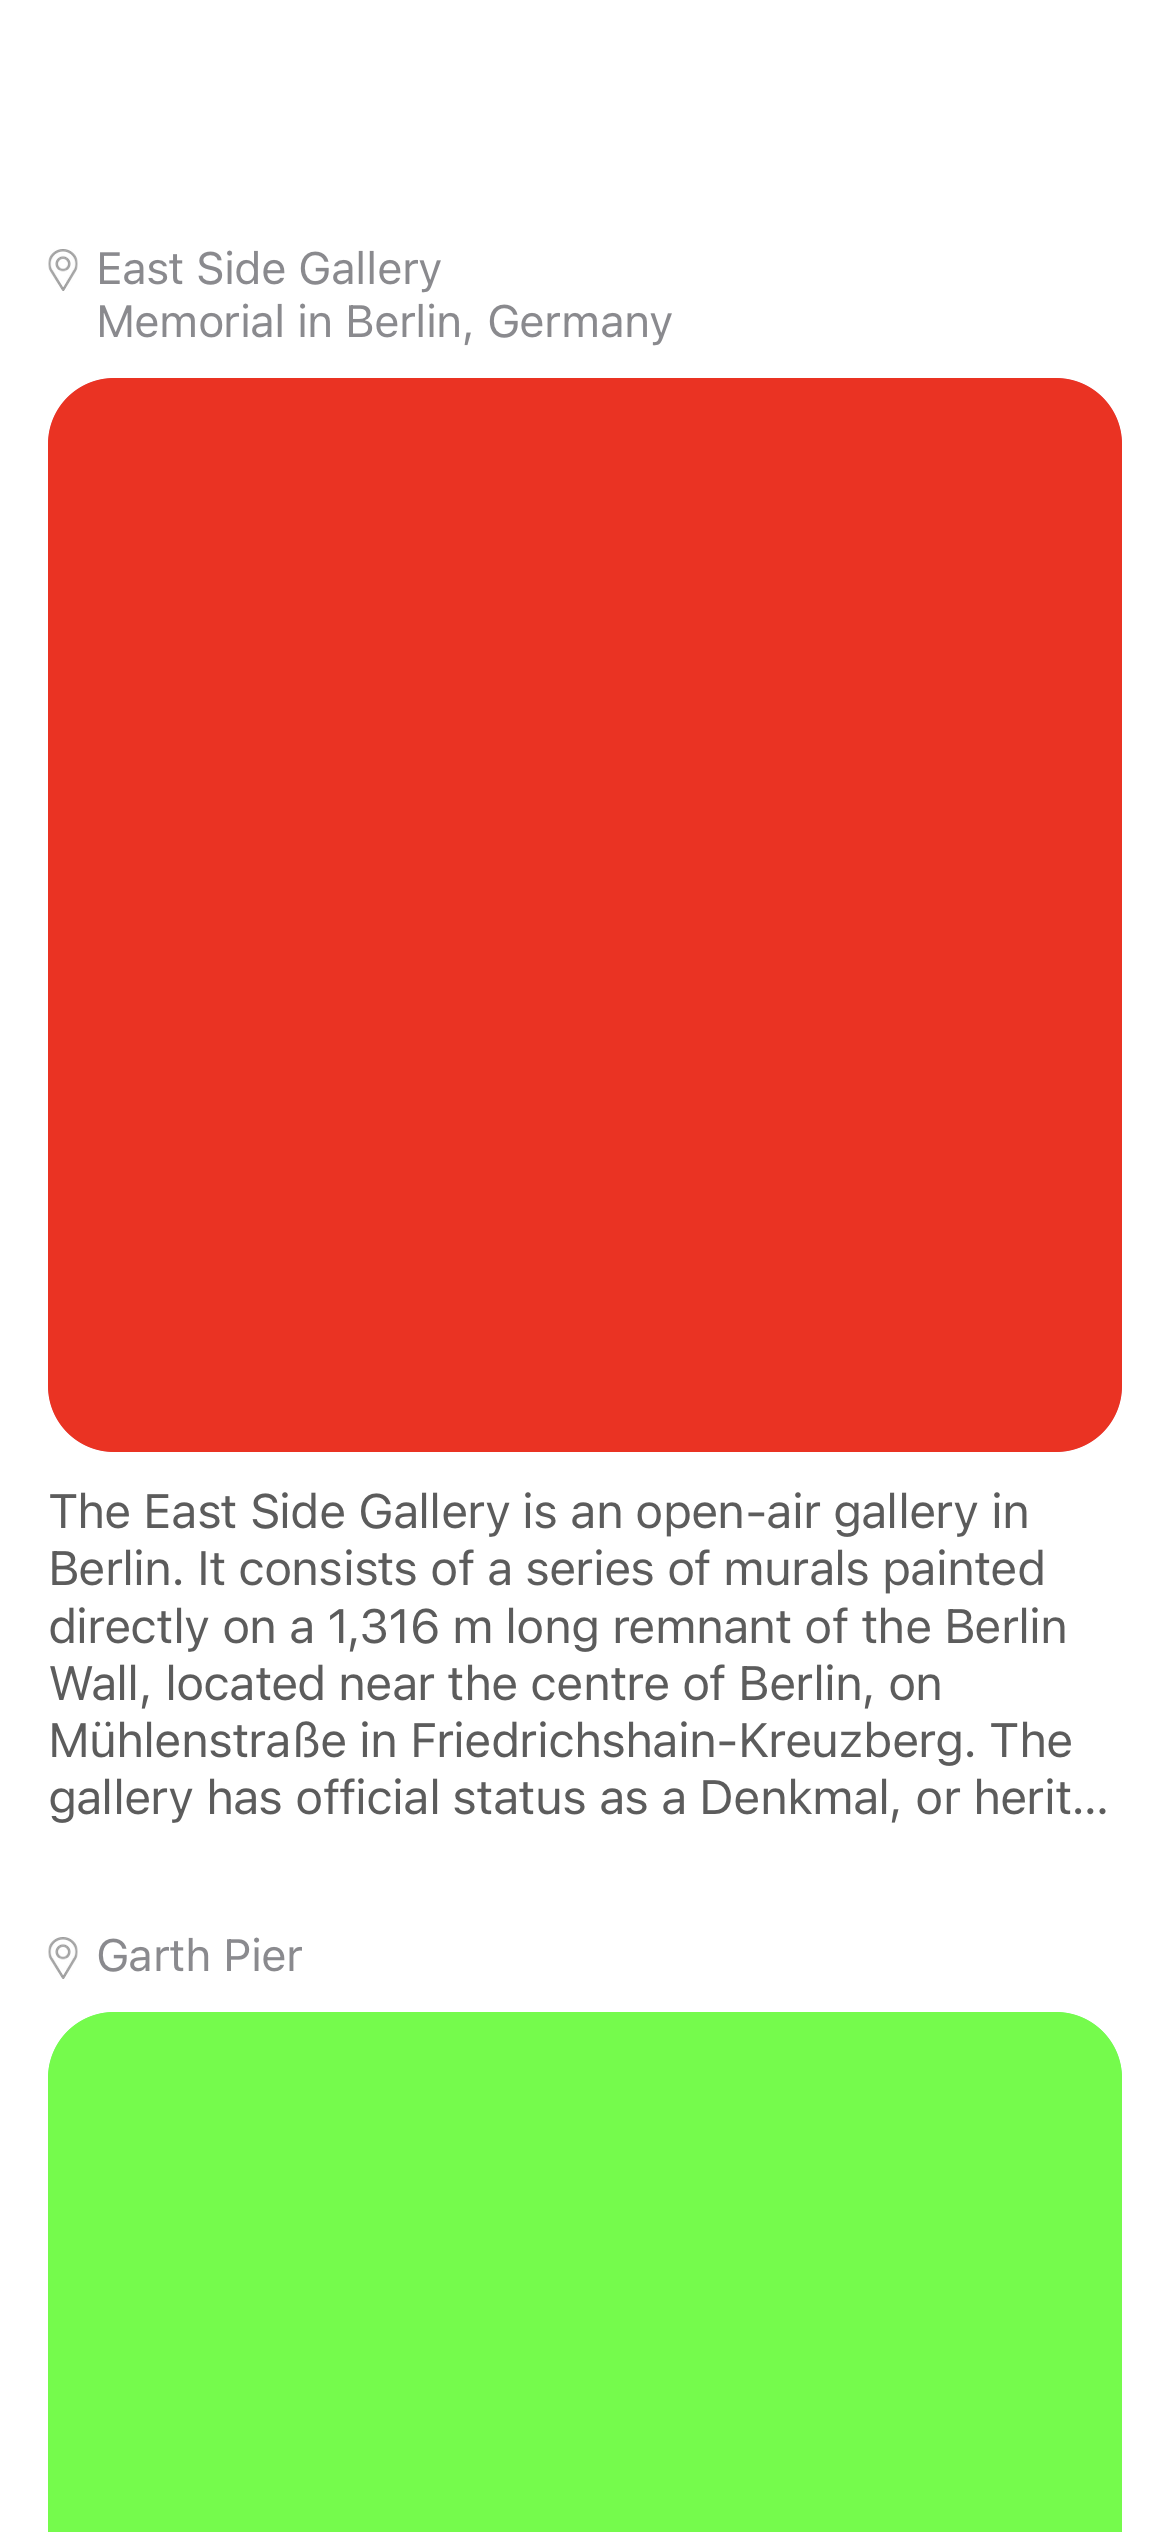 East Side Gallery
Memorial in Berlin, Germany
The East Side Gallery is an open-air gallery in
Berlin. It consists of a series of murals painted
directly on a 1,316 m long remnant of the Berlin
Wall, located near the centre of Berlin, on
Mühlenstraße in Friedrichshain-Kreuzberg. The
gallery has official status as a Denkmal, or herit...
Garth Pier